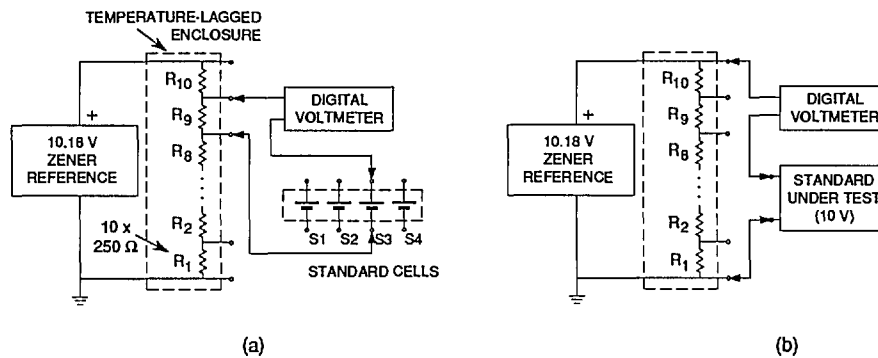 TEMPERATURE-LAGGED
ENCLOSURE
R10
R9
R8
R2
R1
+
10.18 V
ZENER
REFERENCE
10 x
250 Ω
DIGITAL
VOLTMETER
S1 S2 S3 S4
STANDARD CELLS
(a)
R10
R9
R8
R2
R1
+
10.18 V
ZENER
REFERENCE
DIGITAL
VOLTMETER
STANDARD
UNDER TEST
(10 V)
(b)